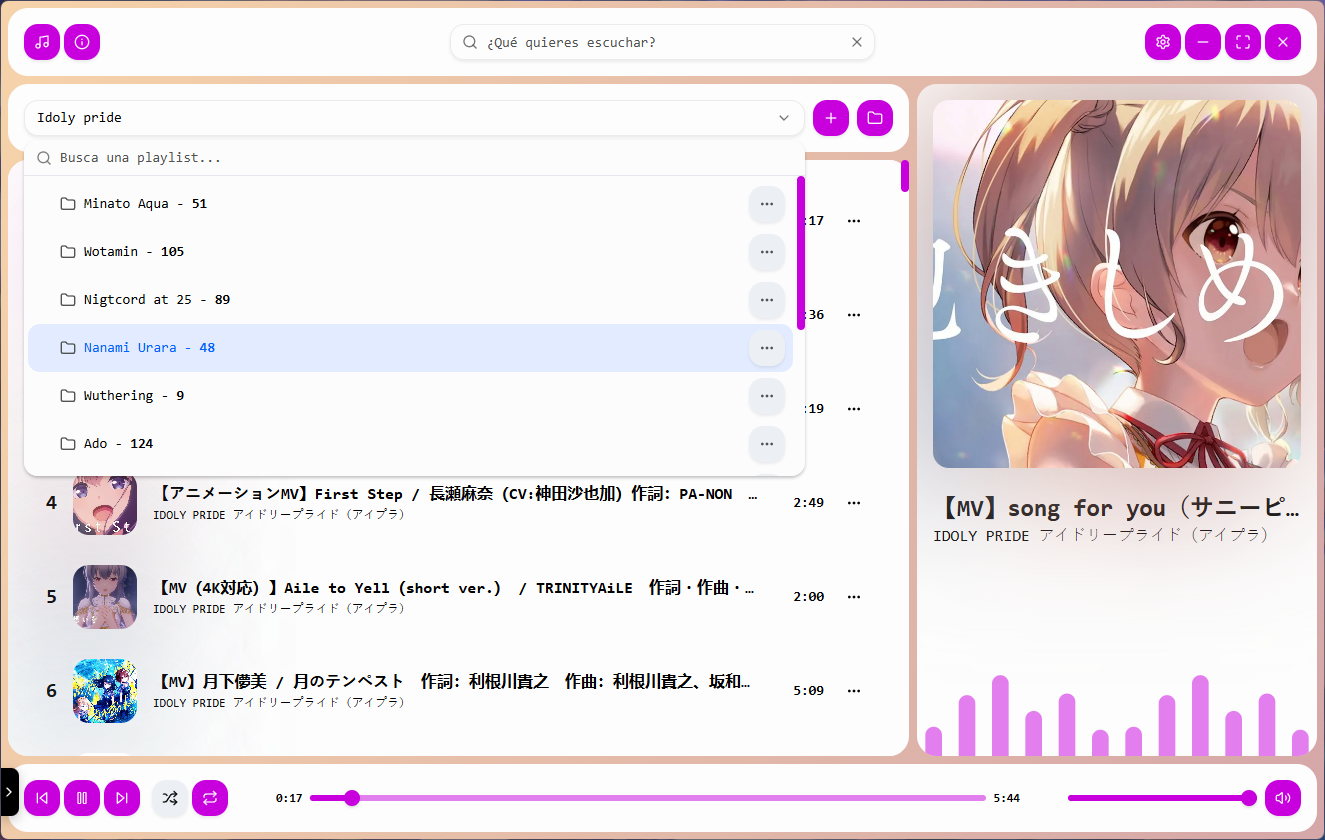 ¿Qué quieres escuchar?
Idoly pride
Busca una playlist...
Minato Aqua - 51
:17
Wotamin - 105
Nigtcord at 25 - 89
:36
Nanami Urara - 48
Wuthering - 9
:19
Ado - 124
きしめ
4
【アニメーションMV】First Step / 長瀬麻奈 (CV:神田沙也加) 作詞: PA-NON …
IDOLY PRIDE アイドリープライド（アイプラ）
2:49
5
【MV (4K対応) 】Aile to Yell (short ver.) / TRINITYAiLE 作詞・作曲・…
IDOLY PRIDE アイドリープライド（アイプラ）
2:00
6
【MV】月下儚美 / 月のテンペスト 作詞: 利根川貴之 作曲: 利根川貴之、坂和…
IDOLY PRIDE アイドリープライド（アイプラ）
5:09
【MV】song for you（サニーピ…
IDOLY PRIDE アイドリープライド（アイプラ）
0:17
5:44